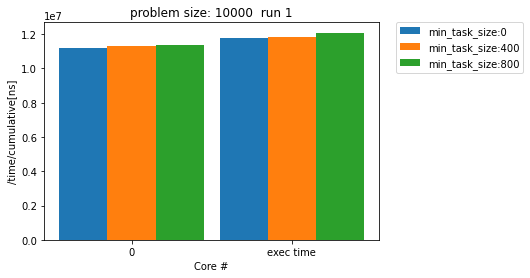 problem size: 10000  run 1
1e7
1.2
1.0
0.8
0.6
0.4
0.2
0.0
/time/cumulative[ns]
0
exec time
Core #
min_task_size:0
min_task_size:400
min_task_size:800